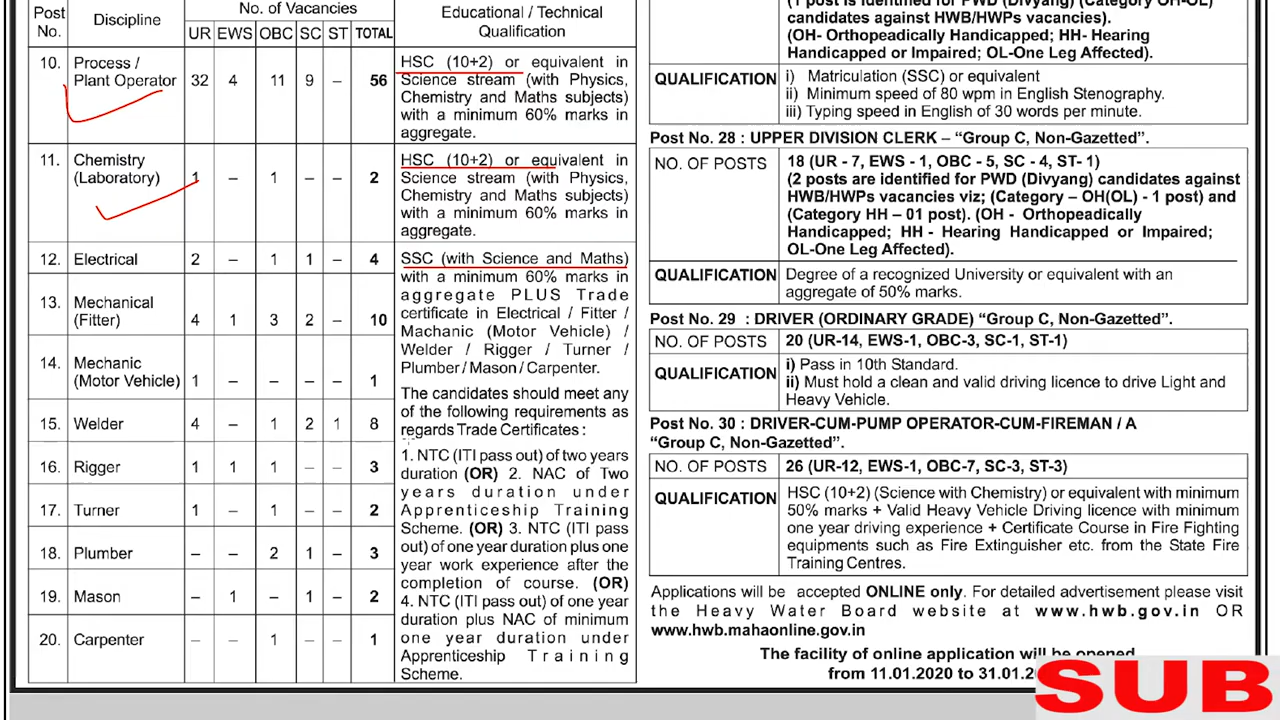 Post No. Discipline No. of Vacancies Educational / Technical Qualification
UR EWS OBC SC ST TOTAL
10. Process / Plant Operator 32 4 11 9 – 56
HSC (10+2) or equivalent in
Science stream (with Physics,
Chemistry and Maths subjects)
with a minimum 60% marks in
aggregate.
11. Chemistry (Laboratory) 1 – 1 – – 2
HSC (10+2) or equivalent in
Science stream (with Physics,
Chemistry and Maths subjects)
with a minimum 60% marks in
aggregate.
12. Electrical 2 – 1 1 – 4
13. Mechanical (Fitter) 4 1 3 2 – 10
14. Mechanic (Motor Vehicle) 1 – – – – 1
15. Welder 4 – 1 2 1 8
16. Rigger 1 1 1 – – 3
17. Turner 1 – 1 – – 2
18. Plumber – – 2 1 – 3
19. Mason – 1 – 1 – 2
20. Carpenter – – 1 – – 1
SSC (with Science and Maths)
with a minimum 60% marks in
aggregate PLUS Trade
certificate in Electrical / Fitter /
Machanic (Motor Vehicle) /
Welder / Rigger / Turner /
Plumber / Mason / Carpenter.
The candidates should meet any
of the following requirements as
regards Trade Certificates :
1. NTC (ITI pass out) of two years
duration (OR) 2. NAC of Two
years duration under
Apprenticeship Training
Scheme. (OR) 3. NTC (ITI pass
out) of one year duration plus one
year work experience after the
completion of course. (OR)
4. NTC (ITI pass out) of one year
duration plus NAC of minimum
one year duration under
Apprenticeship Training
Scheme.
(1 post is identified for PWD (Divyang) (Category OH-OL)
candidates against HWB/HWPs vacancies).
(OH- Orthopeadically Handicapped; HH- Hearing
Handicapped or Impaired; OL-One Leg Affected).
QUALIFICATION i) Matriculation (SSC) or equivalent
ii) Minimum speed of 80 wpm in English Stenography.
iii) Typing speed in English of 30 words per minute.
Post No. 28 : UPPER DIVISION CLERK – “Group C, Non-Gazetted”.
NO. OF POSTS 18 (UR - 7, EWS - 1, OBC - 5, SC - 4, ST- 1)
(2 posts are identified for PWD (Divyang) candidates against
HWB/HWPs vacancies viz; (Category – OH(OL) - 1 post) and
(Category HH – 01 post). (OH - Orthopeadically
Handicapped; HH - Hearing Handicapped or Impaired;
OL-One Leg Affected).
QUALIFICATION Degree of a recognized University or equivalent with an
aggregate of 50% marks.
Post No. 29 : DRIVER (ORDINARY GRADE) “Group C, Non-Gazetted”.
NO. OF POSTS 20 (UR-14, EWS-1, OBC-3, SC-1, ST-1)
QUALIFICATION i) Pass in 10th Standard.
ii) Must hold a clean and valid driving licence to drive Light and
Heavy Vehicle.
Post No. 30 : DRIVER-CUM-PUMP OPERATOR-CUM-FIREMAN / A
“Group C, Non-Gazetted”.
NO. OF POSTS 26 (UR-12, EWS-1, OBC-7, SC-3, ST-3)
QUALIFICATION HSC (10+2) (Science with Chemistry) or equivalent with minimum
50% marks + Valid Heavy Vehicle Driving licence with minimum
one year driving experience + Certificate Course in Fire Fighting
equipments such as Fire Extinguisher etc. from the State Fire
Training Centres.
Applications will be accepted ONLINE only. For detailed advertisement please visit
the Heavy Water Board website at www.hwb.gov.in OR
www.hwb.mahaonline.gov.in
The facility of online application will be opened
from 11.01.2020 to 31.01.
SUB